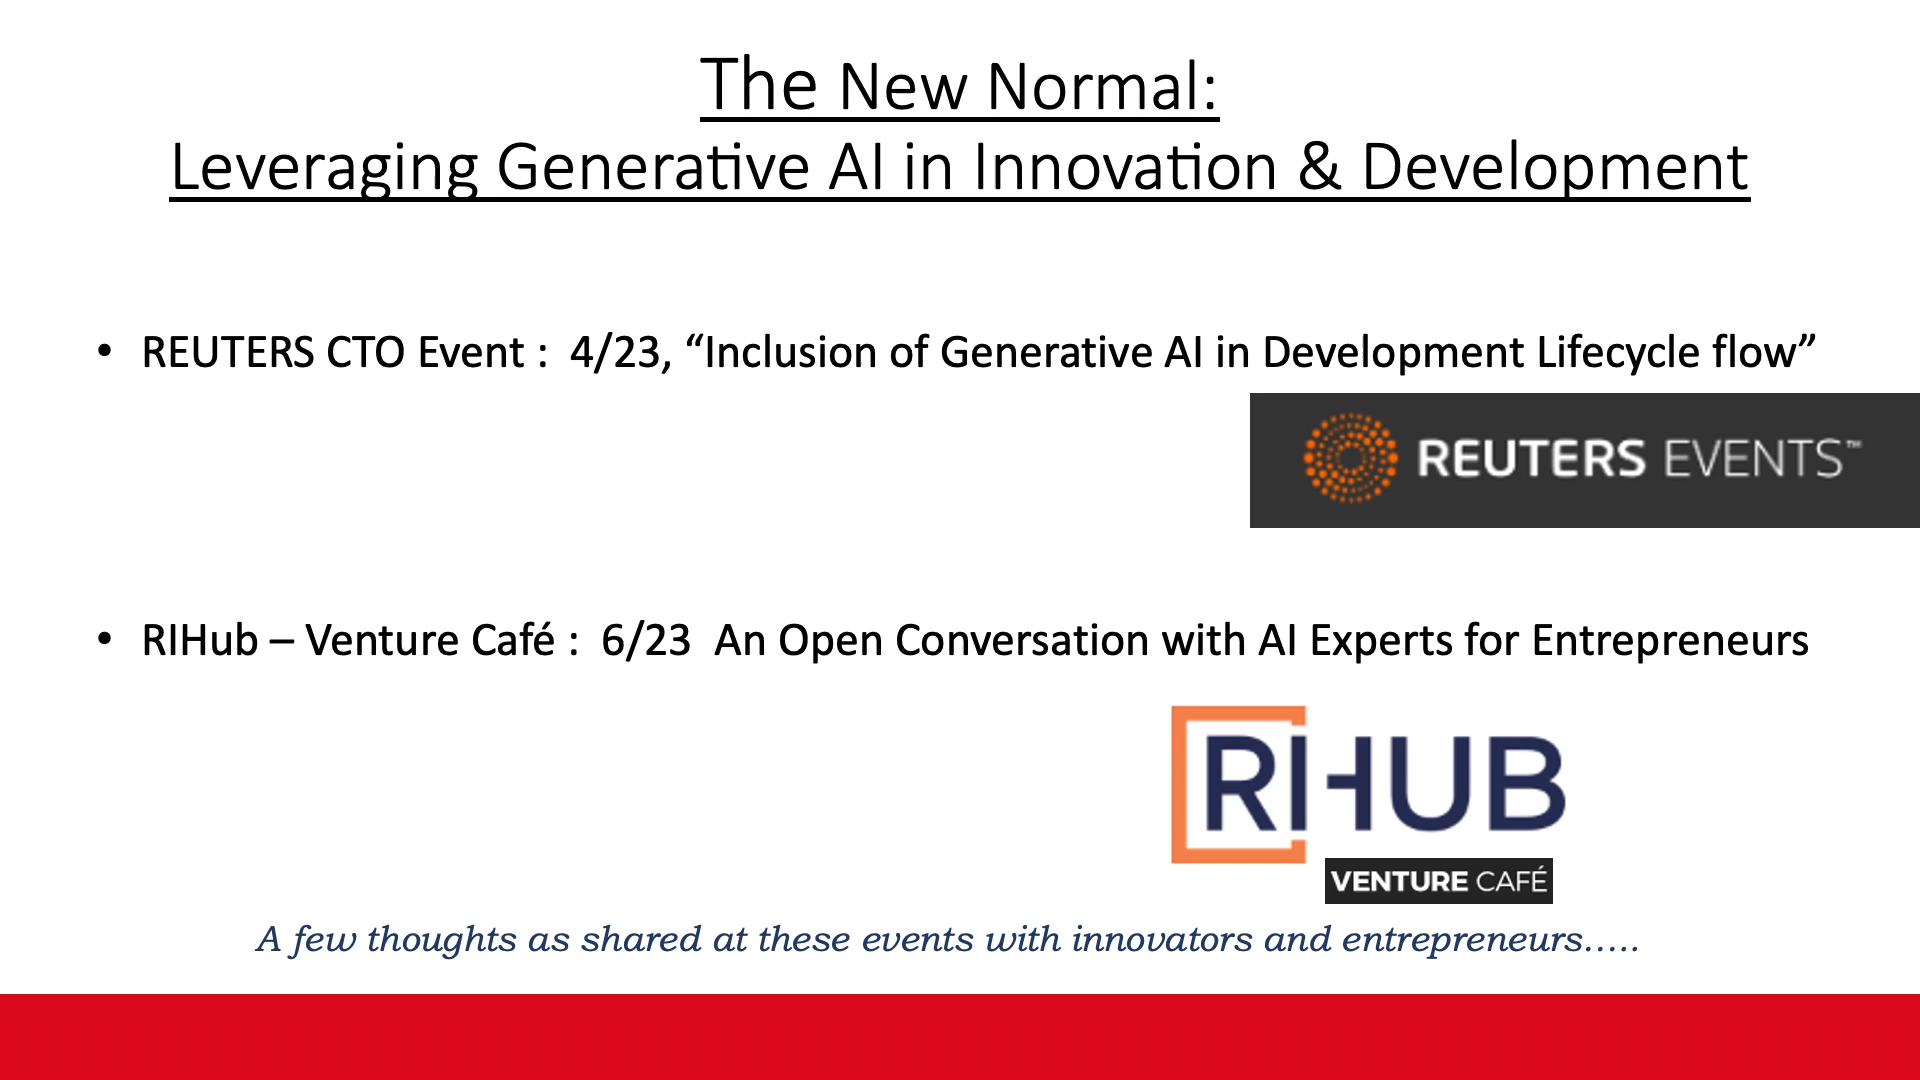 The New Normal:
Leveraging Generative AI in Innovation & Development
• REUTERS CTO Event :  4/23, “Inclusion of Generative AI in Development Lifecycle flow”
REUTERS EVENTS™
• RIHub – Venture Café :  6/23  An Open Conversation with AI Experts for Entrepreneurs
RIHUB
VENTURE CAFÉ
A few thoughts as shared at these events with innovators and entrepreneurs.....